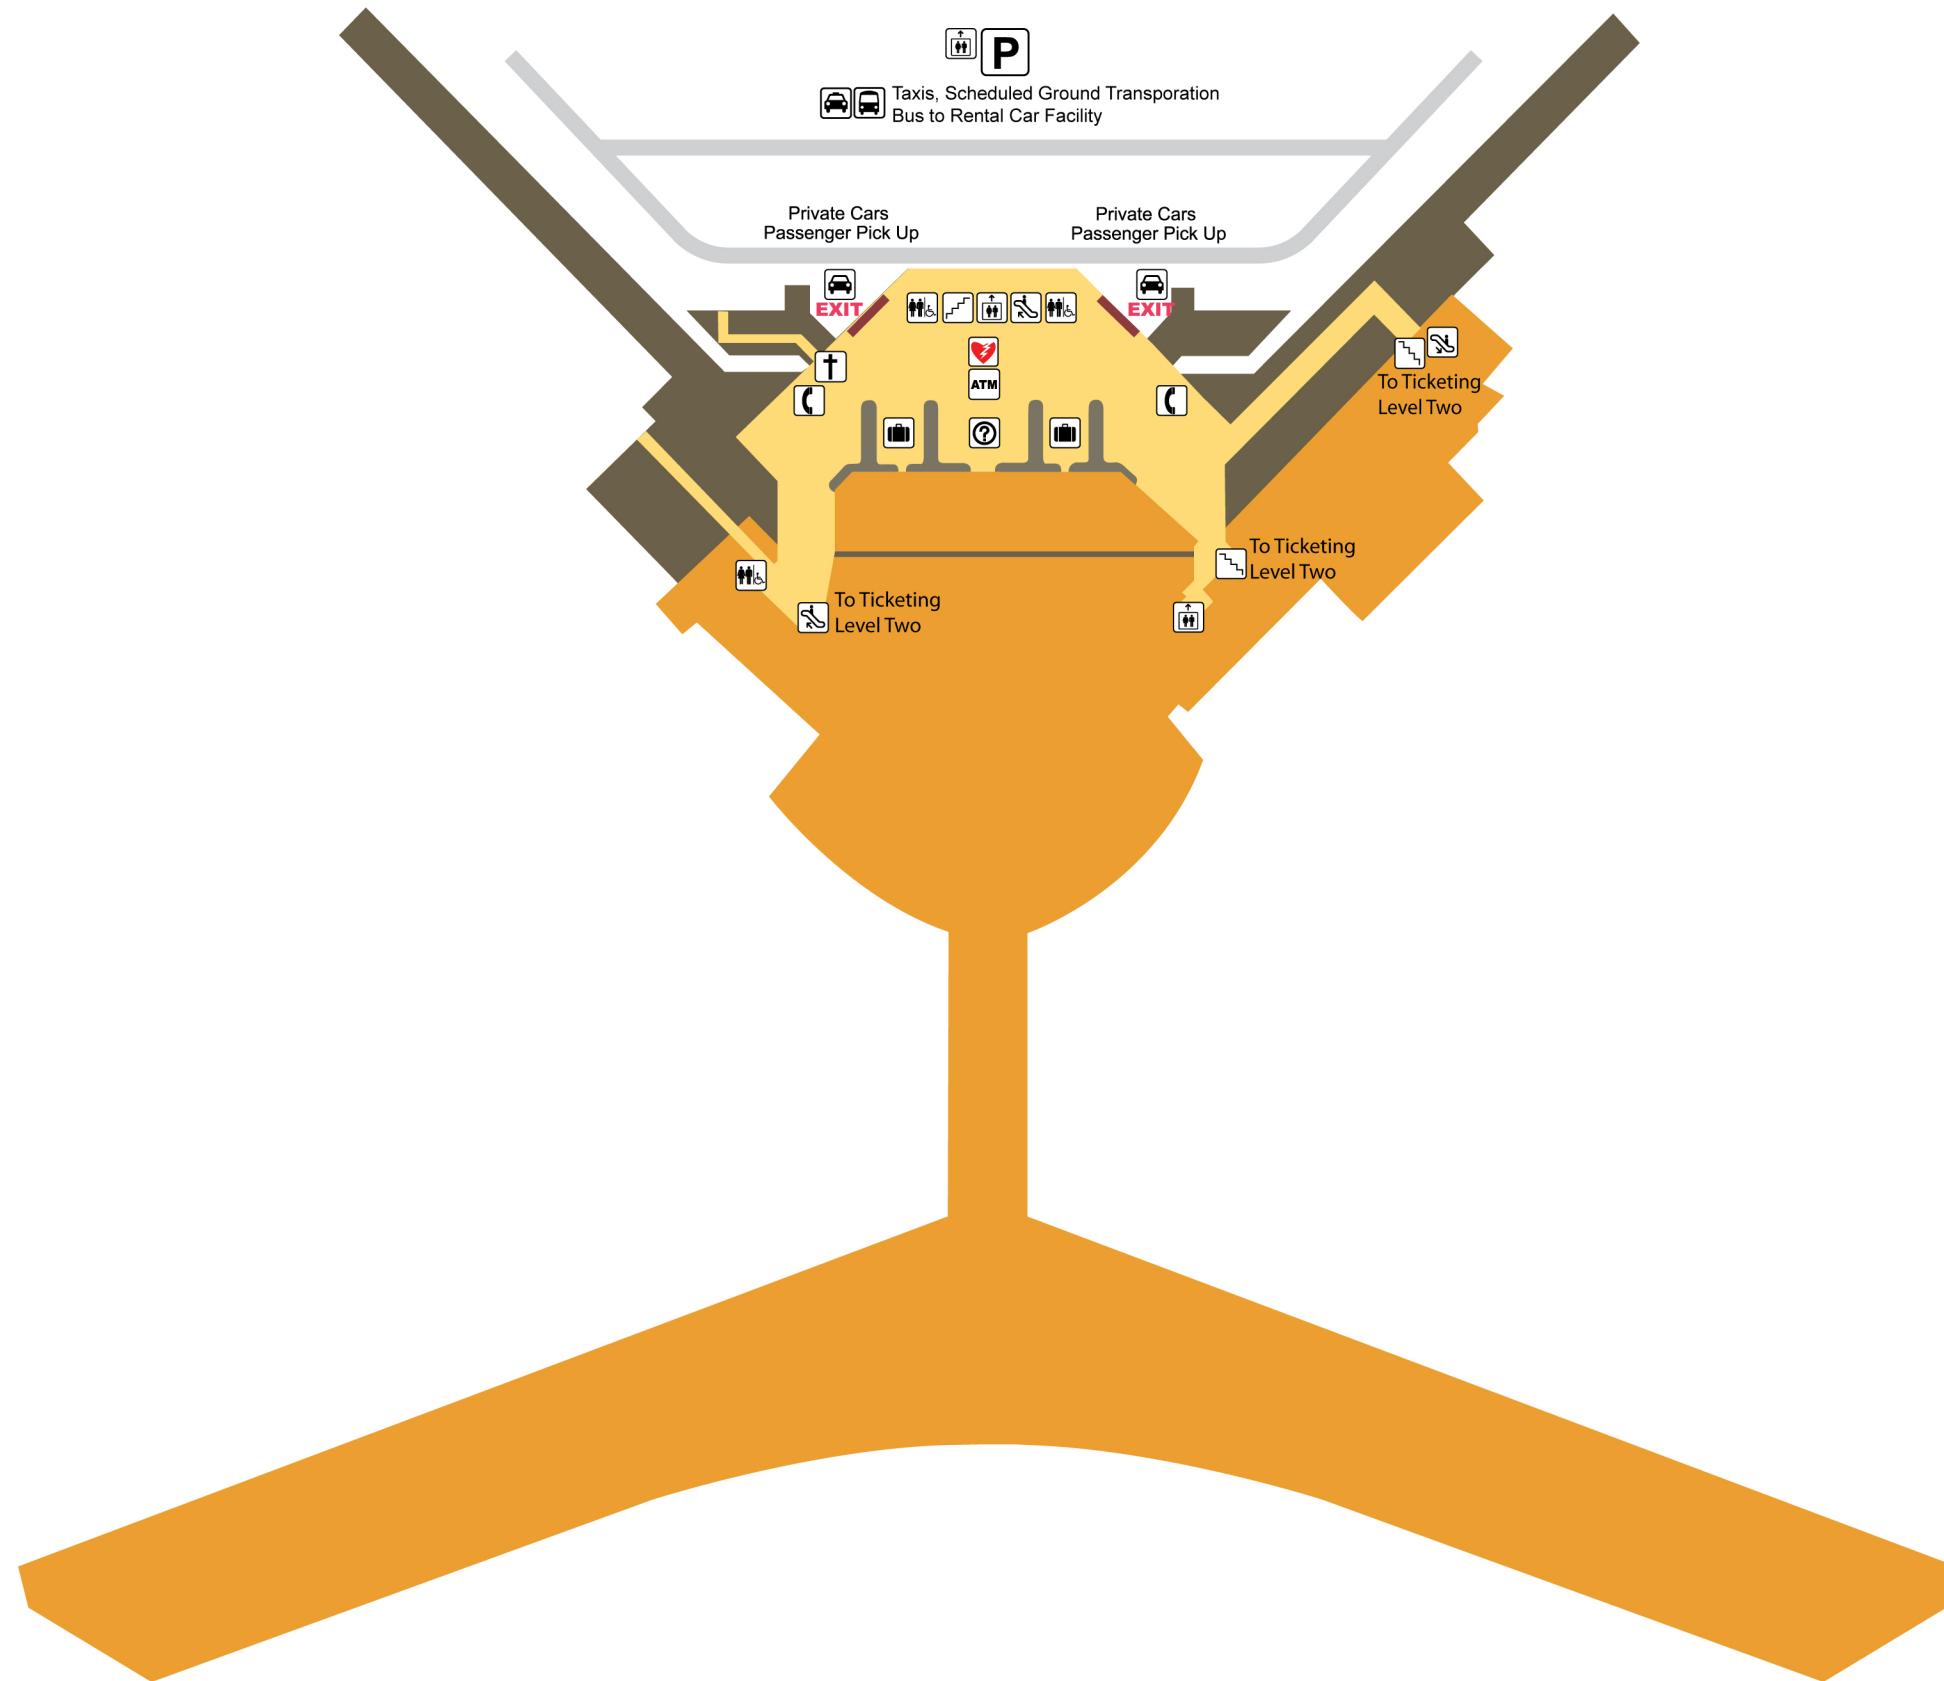 P
Taxis, Scheduled Ground Transporation
Bus to Rental Car Facility
Private Cars
Passenger Pick Up
Private Cars
Passenger Pick Up
EXIT
EXIT
ATM
?
To Ticketing
Level Two
To Ticketing
Level Two
To Ticketing
Level Two